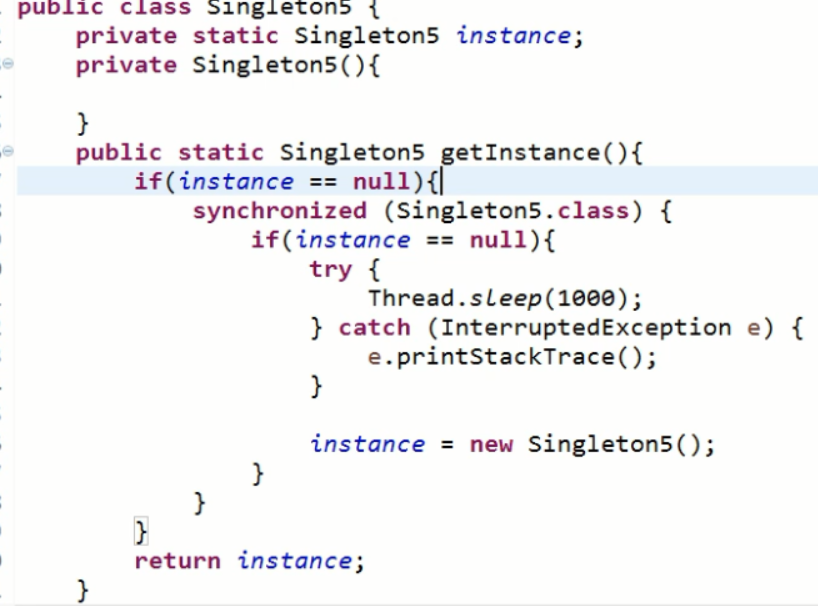 public class Singleton5 {
    private static Singleton5 instance;
    private Singleton5(){
    }
    public static Singleton5 getInstance(){
        if(instance == null){
            synchronized (Singleton5.class) {
                if(instance == null){
                    try {
                        Thread.sleep(1000);
                    } catch (InterruptedException e) {
                        e.printStackTrace();
                    }
                    instance = new Singleton5();
                }
            }
        }
        return instance;
    }